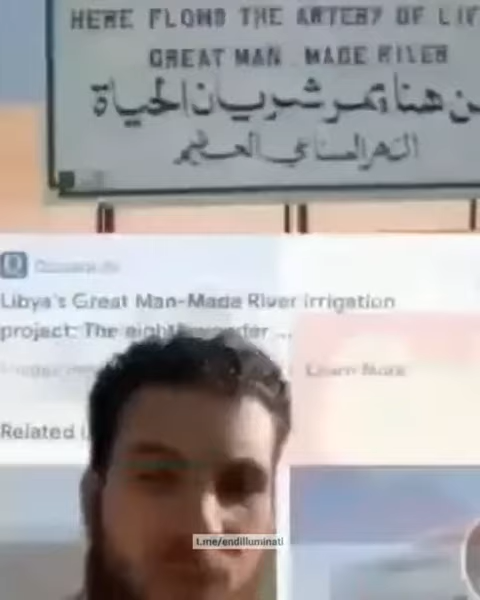 HERE FLOWS THE ARTERY OF LIF
GREAT MAN . MADE RIVER
من هنا تمر شريان الحياة
النهر الصناعي العظيم
Libya's Great Man-Made River irrigation
project: The eighth wonder ...
Learn More
Related i
t.me/endilluminati